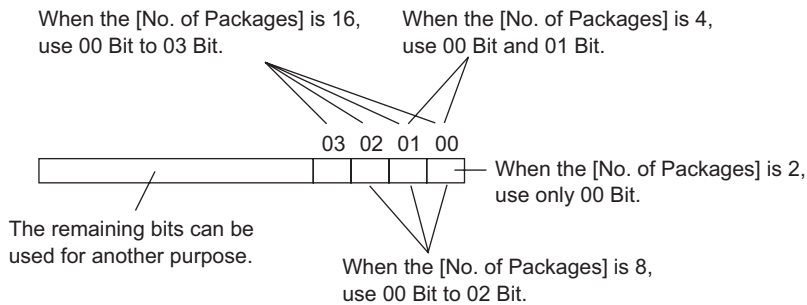 When the [No. of Packages] is 16,
use 00 Bit to 03 Bit.
When the [No. of Packages] is 4,
use 00 Bit and 01 Bit.
03 02 01 00
When the [No. of Packages] is 2,
use only 00 Bit.
The remaining bits can be
used for another purpose.
When the [No. of Packages] is 8,
use 00 Bit to 02 Bit.